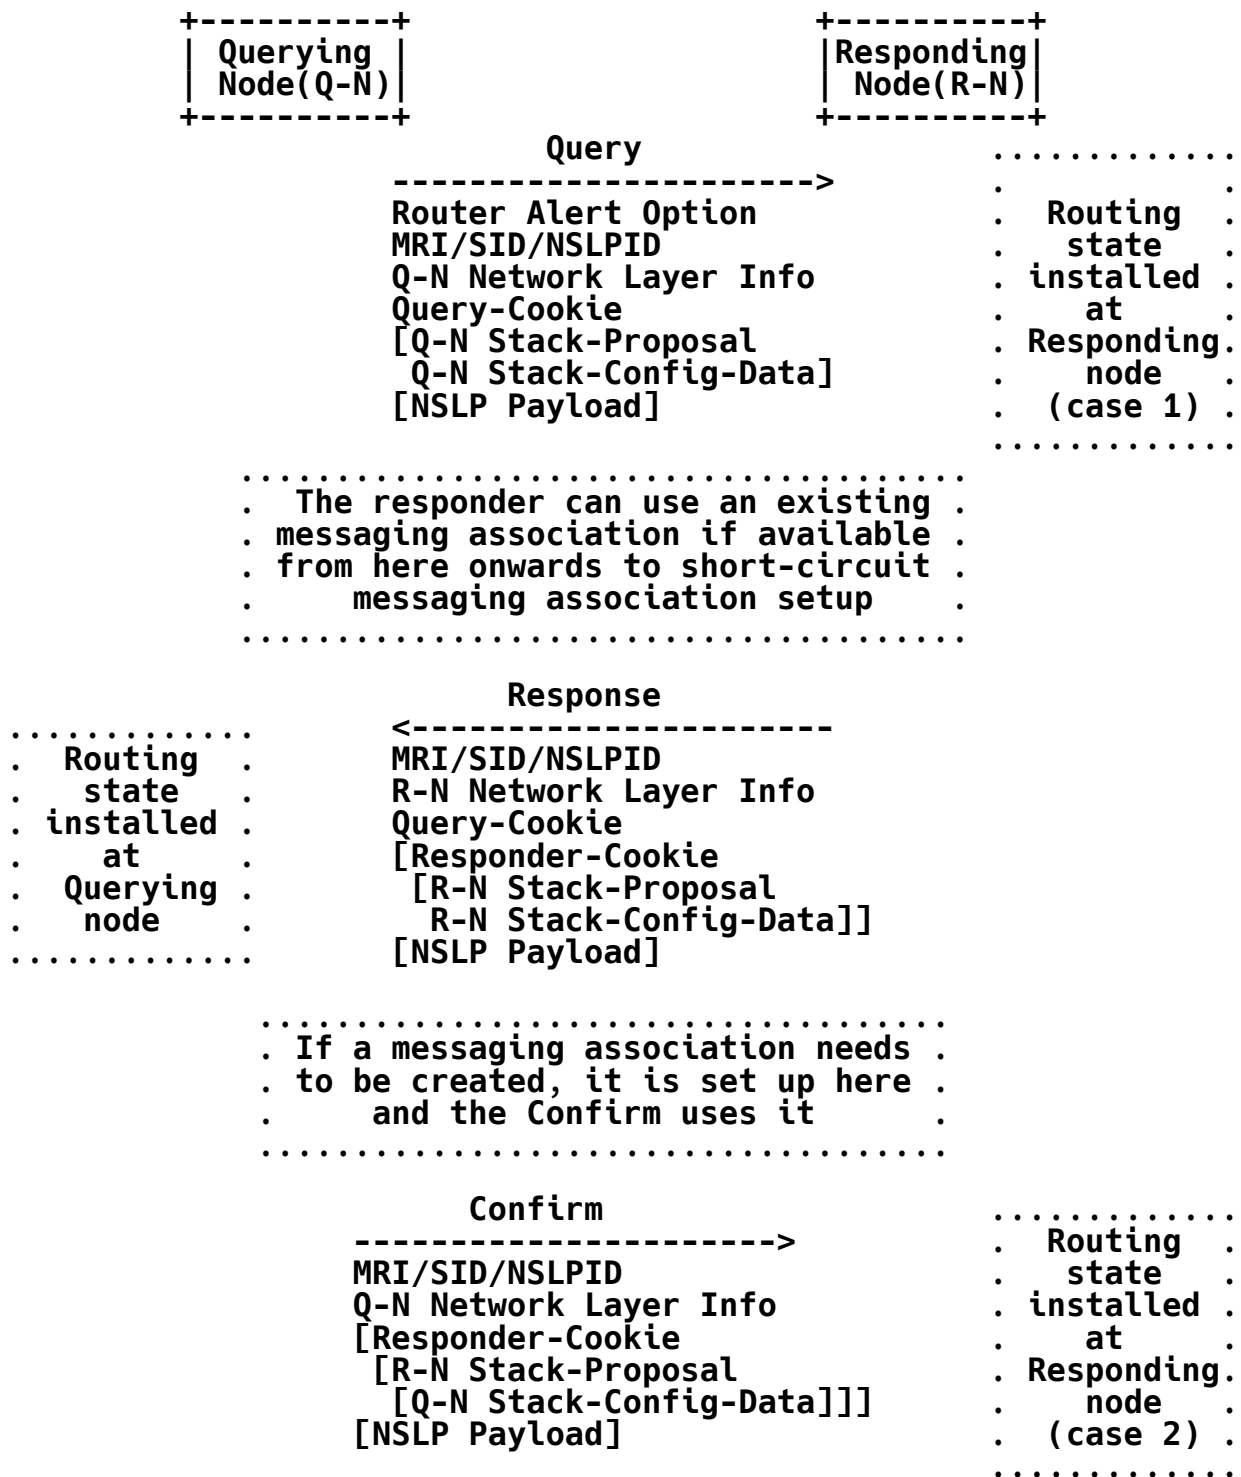 +----------+                     +----------+
| Querying |                     |Responding|
| Node(Q-N)|                     | Node(R-N)|
+----------+                     +----------+
Query                  .............
---------------------->        .           .
Router Alert Option            .  Routing  .
MRI/SID/NSLPID                 .   state   .
Q-N Network Layer Info         . installed .
Query-Cookie                   .    at     .
[Q-N Stack-Proposal            . Responding.
Q-N Stack-Config-Data]        .    node   .
[NSLP Payload]                 .  (case 1) .
.............
......................................
.  The responder can use an existing .
. messaging association if available .
. from here onwards to short-circuit .
.     messaging association setup    .
......................................
Response
.............       <----------------------
.  Routing  .       MRI/SID/NSLPID
.   state   .       R-N Network Layer Info
. installed .       Query-Cookie
.    at     .       [Responder-Cookie
.  Querying .        [R-N Stack-Proposal
.   node    .         R-N Stack-Config-Data]]
.............       [NSLP Payload]
....................................
. If a messaging association needs .
. to be created, it is set up here .
.     and the Confirm uses it      .
....................................
Confirm                    .............
---------------------->          .  Routing  .
MRI/SID/NSLPID                   .   state   .
Q-N Network Layer Info           . installed .
[Responder-Cookie                .    at     .
[R-N Stack-Proposal             . Responding.
[Q-N Stack-Config-Data]]]      .    node   .
[NSLP Payload]                   .  (case 2) .
.............